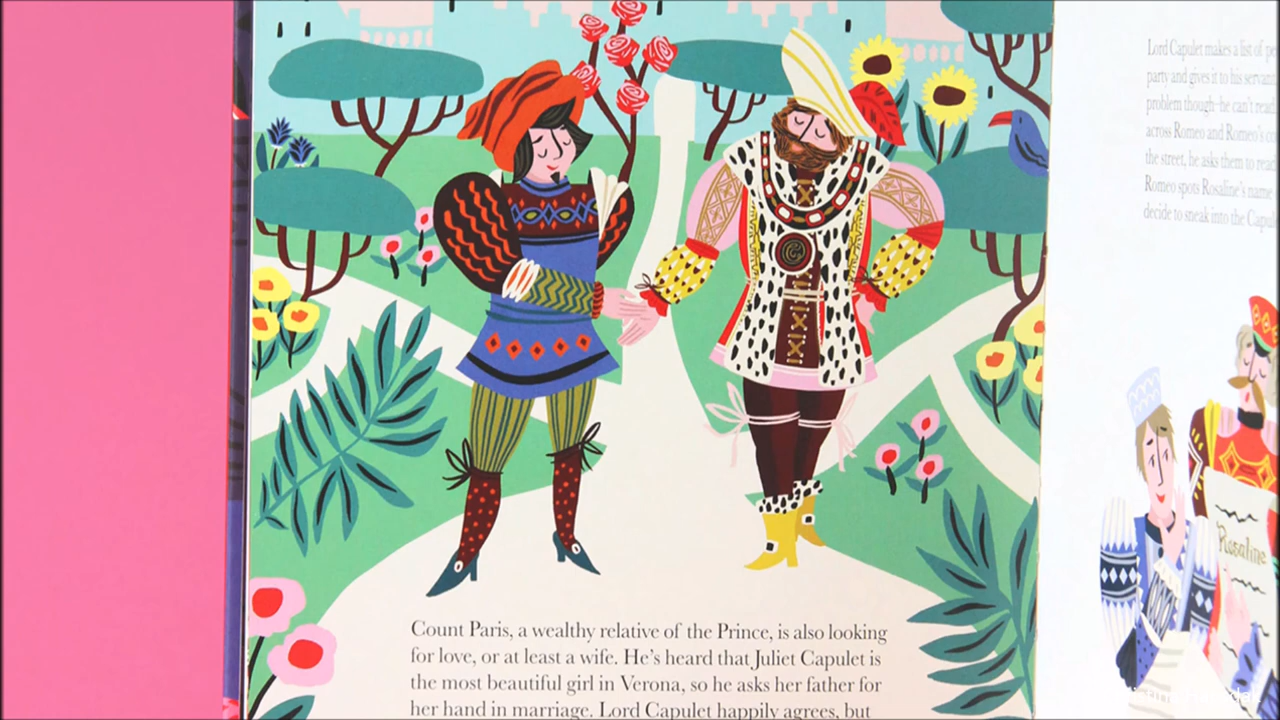 Count Paris, a wealthy relative of the Prince, is also looking
for love, or at least a wife. He's heard that Juliet Capulet is
the most beautiful girl in Verona, so he asks her father for
her hand in marriage. Lord Capulet happily agrees, but
Lord Capulet makes a list of
party and gives it to his
problem though he can't read
across Romeo and Romeo's
the street, he asks them to
Romeo spots Rosaline's name
decide to sneak into the
Rosaline